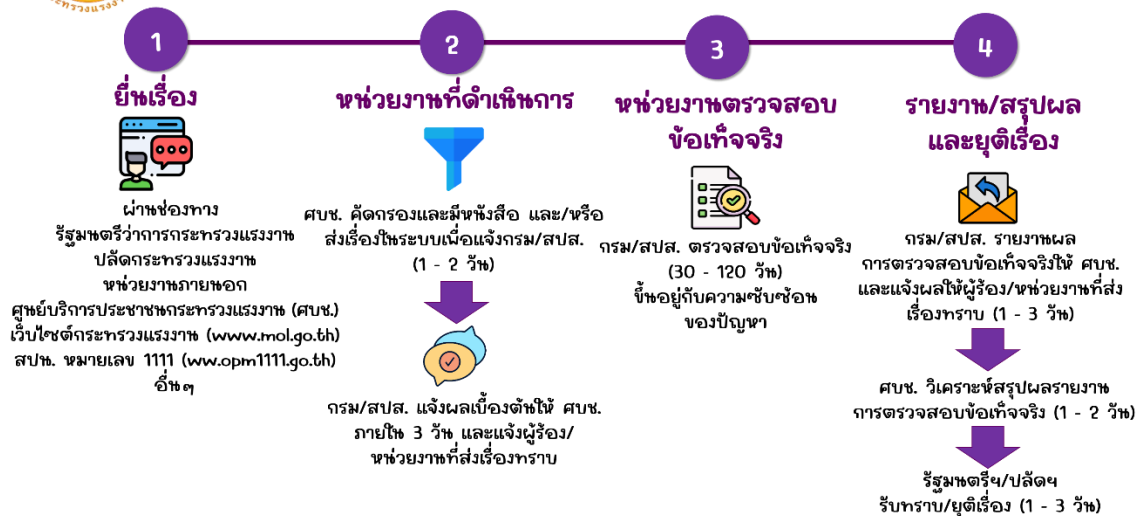 กระทรวงแรงงาน
1
ยื่นเรื่อง
ผ่านช่องทาง
รัฐมนตรีว่าการกระทรวงแรงงาน
ปลัดกระทรวงแรงงาน
หน่วยงานภายนอก
ศูนย์บริการประชาชนกระทรวงแรงงาน (ศบช.)
เว็บไซต์กระทรวงแรงงาน (www.mol.go.th)
สปน. หมายเลข 1111 (ww.opm1111.go.th)
อื่นๆ
2
หน่วยงานที่ดำเนินการ
ศบช. คัดกรองและมีหนังสือ และ/หรือ
ส่งเรื่องในระบบเพื่อแจ้งกรม/สปส.
(1 - 2 วัน)
กรม/สปส. แจ้งผลเบื้องต้นให้ ศบช.
ภายใน 3 วัน และแจ้งผู้ร้อง/
หน่วยงานที่ส่งเรื่องทราบ
3
หน่วยงานตรวจสอบ
ข้อเท็จจริง
กรม/สปส. ตรวจสอบข้อเท็จจริง
(30 - 120 วัน)
ขึ้นอยู่กับความซับซ้อน
ของปัญหา
4
รายงาน/สรุปผล
และยุติเรื่อง
กรม/สปส. รายงานผล
การตรวจสอบข้อเท็จจริงให้ ศบช.
และแจ้งผลให้ผู้ร้อง/หน่วยงานที่ส่ง
เรื่องทราบ (1 - 3 วัน)
ศบช. วิเคราะห์สรุปผลรายงาน
การตรวจสอบข้อเท็จจริง (1 - 2 วัน)
รัฐมนตรีฯ/ปลัดฯ
รับทราบ/ยุติเรื่อง (1 - 3 วัน)